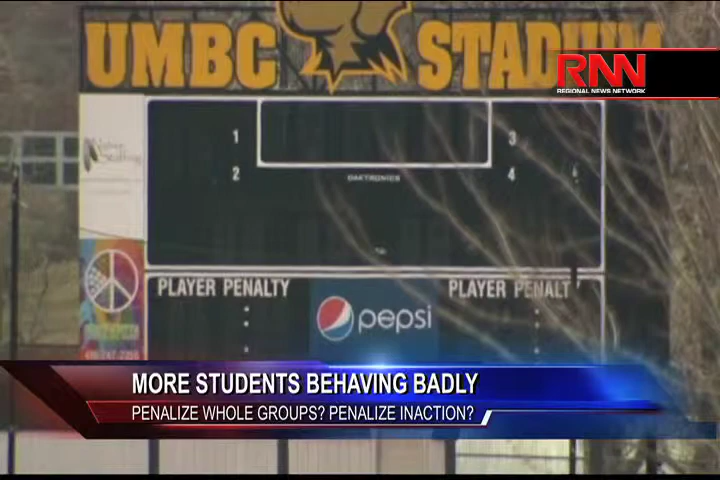 UMBC STADIUM
RNN
REGIONAL NEWS NETWORK
1
3
2
4
DAKTRONICS
PLAYER PENALTY
PLAYER PENALT
pepsi
MORE STUDENTS BEHAVING BADLY
PENALIZE WHOLE GROUPS? PENALIZE INACTION?